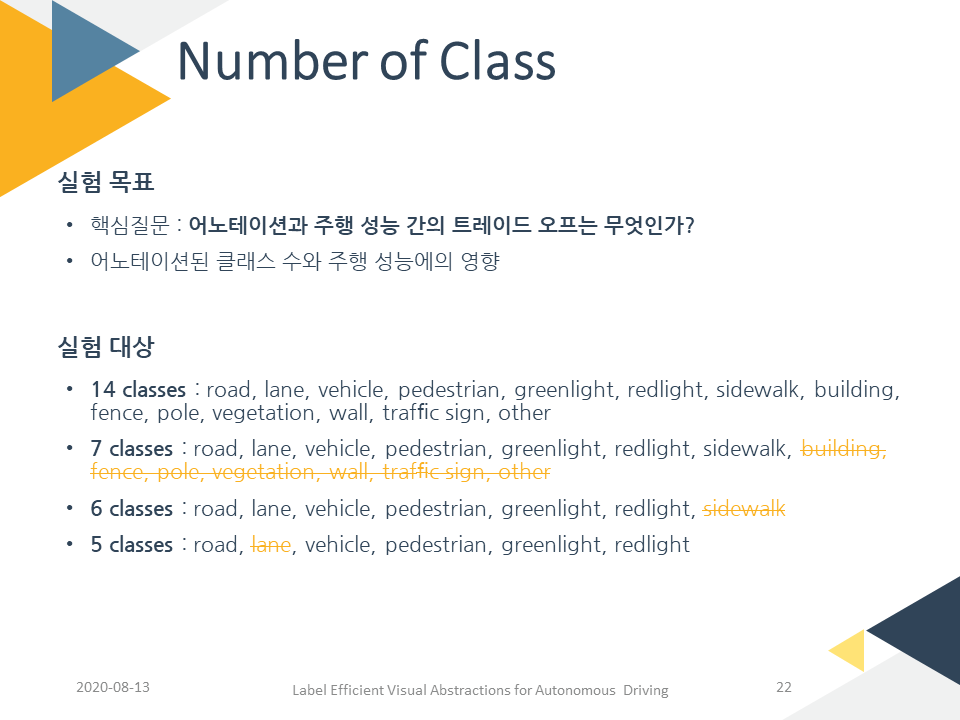 Number of Class
실험 목표
• 핵심질문 : 어노테이션과 주행 성능 간의 트레이드 오프는 무엇인가?
• 어노테이션된 클래스 수와 주행 성능에의 영향
실험 대상
• 14 classes : road, lane, vehicle, pedestrian, greenlight, redlight, sidewalk, building,
fence, pole, vegetation, wall, traffic sign, other
• 7 classes : road, lane, vehicle, pedestrian, greenlight, redlight, sidewalk, building,
fence, pole, vegetation, wall, traffic sign, other
• 6 classes : road, lane, vehicle, pedestrian, greenlight, redlight, sidewalk
• 5 classes : road, lane, vehicle, pedestrian, greenlight, redlight
2020-08-13
Label Efficient Visual Abstractions for Autonomous Driving
22